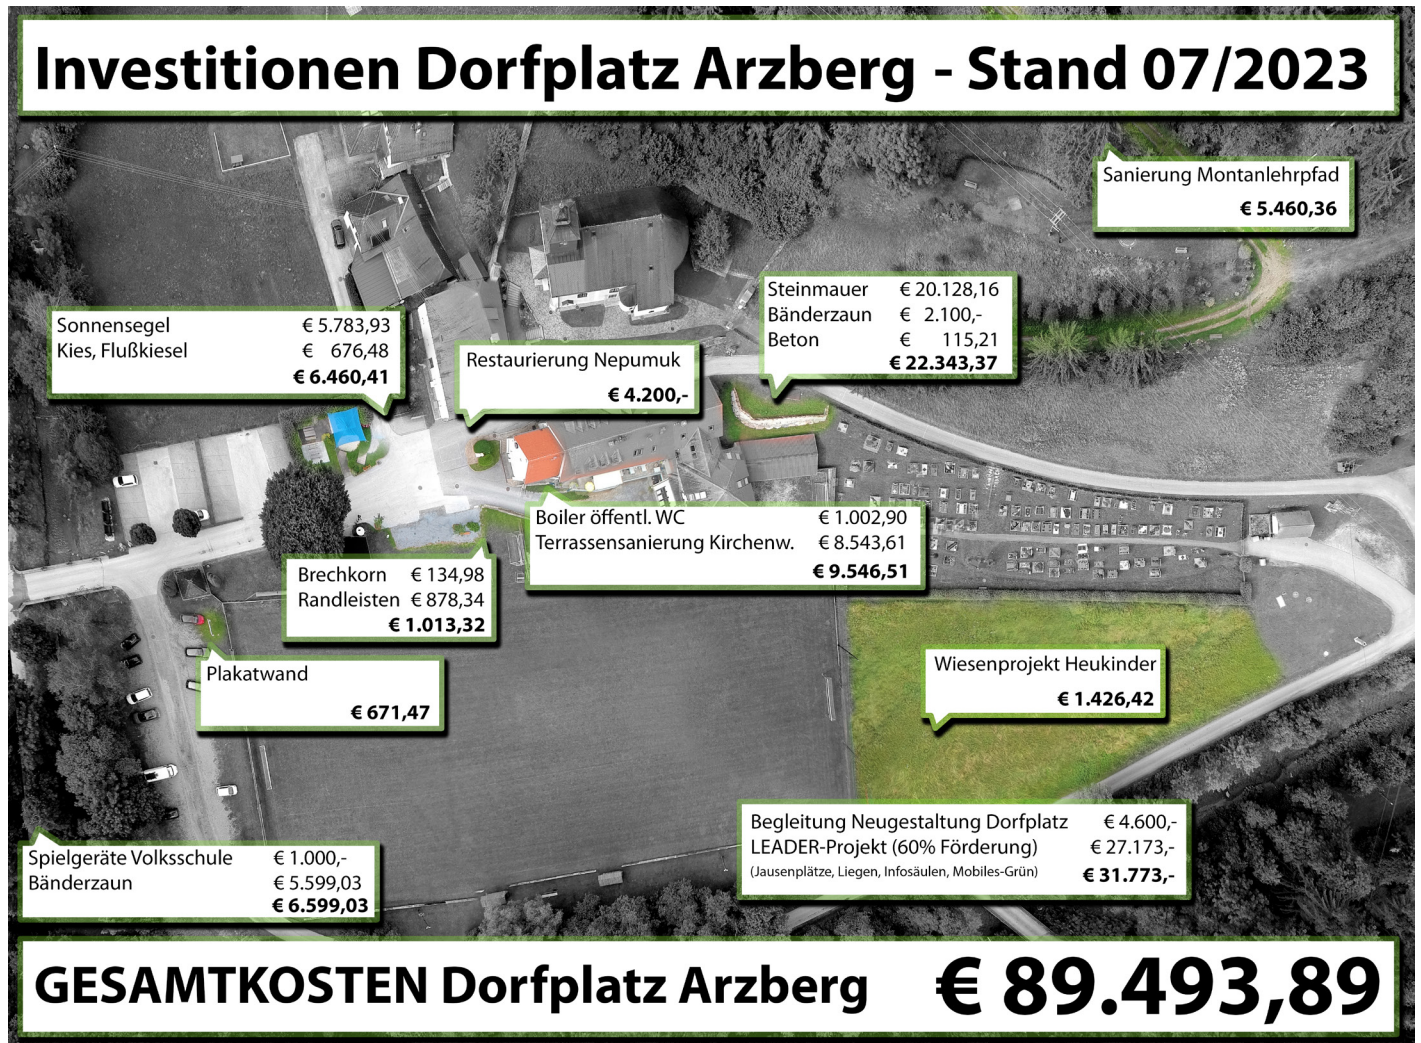 Investitionen Dorfplatz Arzberg - Stand 07/2023
Sanierung Montanlehrpfad
€ 5.460,36
Steinmauer € 20.128,16
Bänderzaun € 2.100,-
Beton € 115,21
€ 22.343,37
Sonnensegel € 5.783,93
Kies, Flußkiesel € 676,48
€ 6.460,41
Restaurierung Nepumuk
€ 4.200,-
Boiler öffentl. WC € 1.002,90
Terrassensanierung Kirchenw. € 8.543,61
€ 9.546,51
Brechkorn € 134,98
Randleisten € 878,34
€ 1.013,32
Plakatwand
€ 671,47
Wiesenprojekt Heukinder
€ 1.426,42
Begleitung Neugestaltung Dorfplatz € 4.600,-
LEADER-Projekt (60% Förderung) € 27.173,-
(Jausenplätze, Liegen, Infosäulen, Mobiles-Grün) € 31.773,-
Spielgeräte Volksschule € 1.000,-
Bänderzaun € 5.599,03
€ 6.599,03
GESAMTKOSTEN Dorfplatz Arzberg € 89.493,89